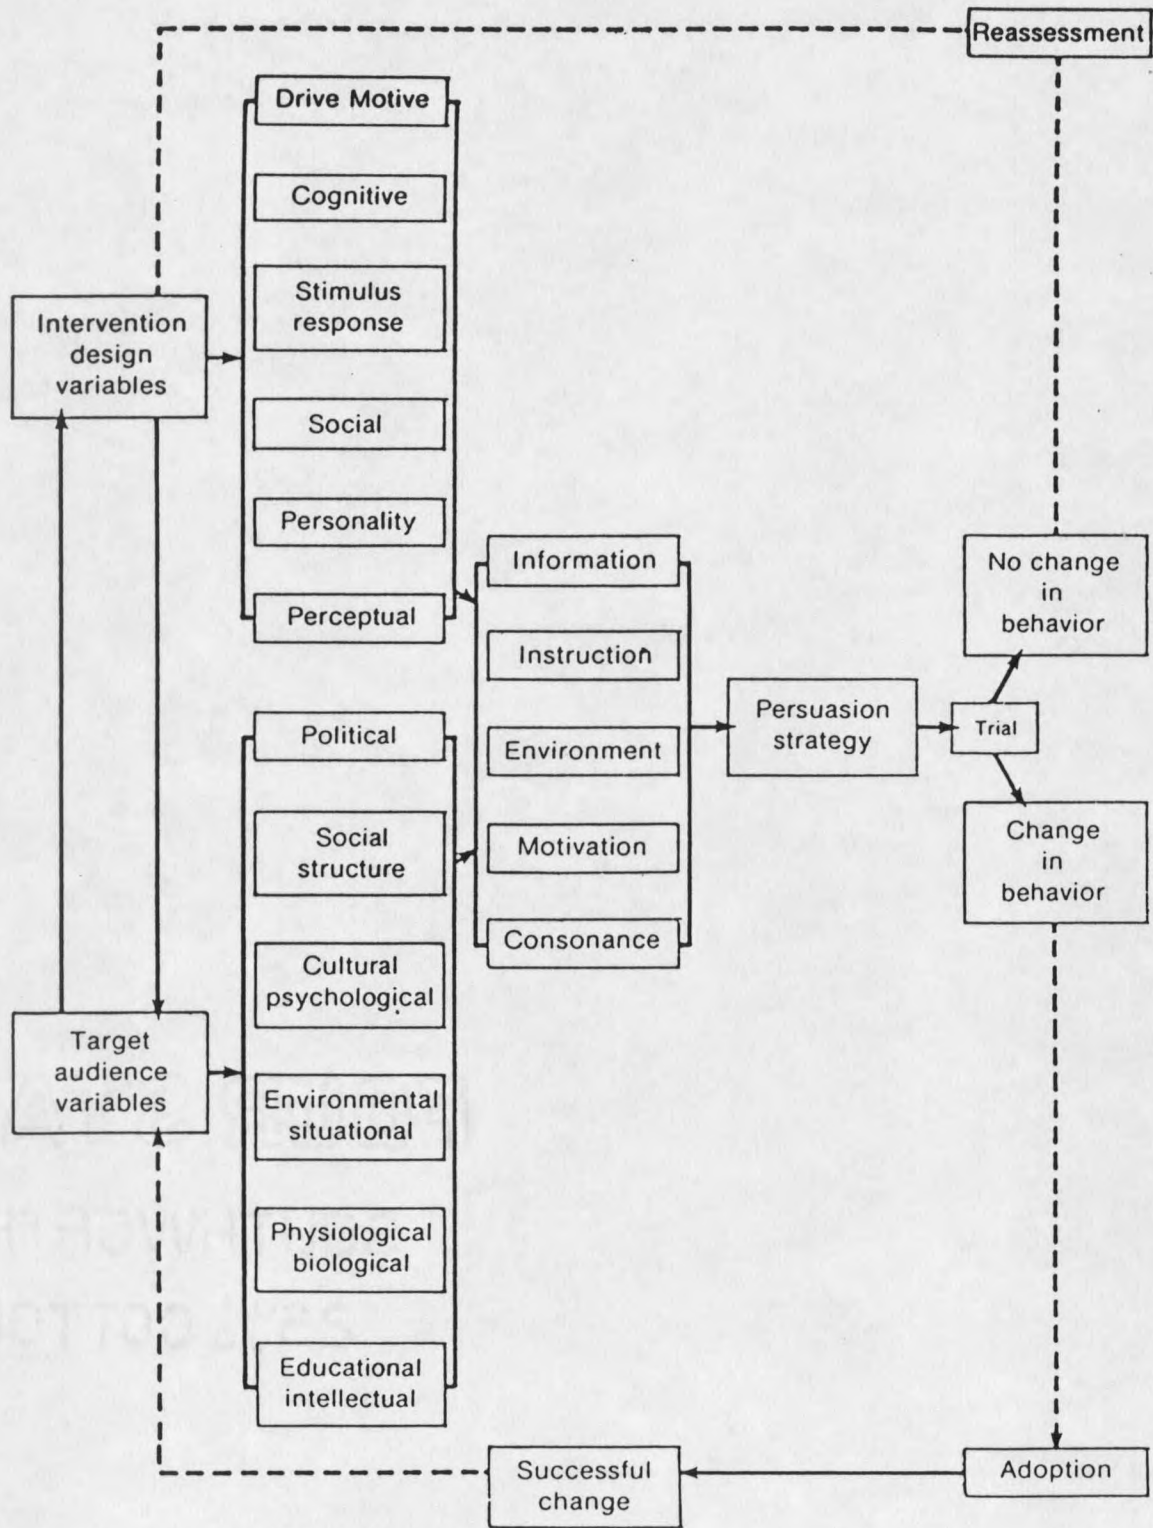 Reassessment
Drive Motive
Cognitive
Stimulus
response
Intervention
design
variables
Social
Personality
Perceptual
Information
Instruction
Environment
Motivation
Consonance
Persuasion
strategy
Trial
No change
in
behavior
Change
in
behavior
Political
Social
structure
Cultural
psychological
Target
audience
variables
Environmental
situational
Physiological
biological
Educational
intellectual
Successful
change
Adoption